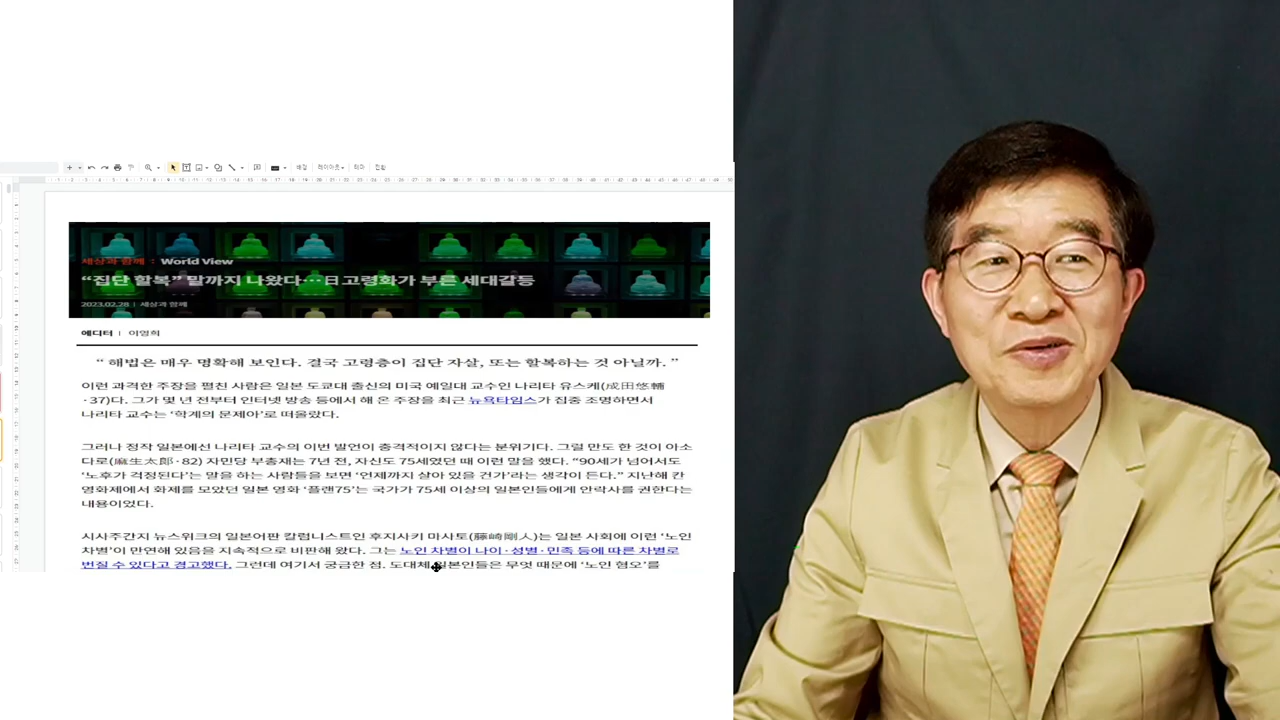 배경
레이아웃
테마
전환
세상과 함께 : World View
“집단 할복” 말까지 나왔다…日고령화가 부른 세대갈등
2023.02.28 | 세상과 함께
에디터 | 이영희
“ 해법은 매우 명확해 보인다. 결국 고령층이 집단 자살, 또는 할복하는 것 아닐까. ”
이런 과격한 주장을 펼친 사람은 일본 도쿄대 출신의 미국 예일대 교수인 나리타 유스케(成田悠輔
·37)다. 그가 몇 년 전부터 인터넷 방송 등에서 해 온 주장을 최근 뉴욕타임스가 집중 조명하면서
나리타 교수는 ‘학계의 문제아’로 떠올랐다.
그러나 정작 일본에선 나리타 교수의 이번 발언이 충격적이지 않다는 분위기다. 그럴 만도 한 것이 아소
다로(麻生太郎·82) 자민당 부총재는 7년 전, 자신도 75세였던 때 이런 말을 했다. “90세가 넘어서도
‘노후가 걱정된다’는 말을 하는 사람들을 보면 ‘언제까지 살아 있을 건가’라는 생각이 든다.” 지난해 칸
영화제에서 화제를 모았던 일본 영화 ‘플랜75’는 국가가 75세 이상의 일본인들에게 안락사를 권한다는
내용이었다.
시사주간지 뉴스위크의 일본어판 칼럼니스트인 후지사키 마사토(藤崎剛人)는 일본 사회에 이런 ‘노인
차별’이 만연해 있음을 지속적으로 비판해 왔다. 그는 노인 차별이 나이·성별·민족 등에 따른 차별로
번질 수 있다고 경고했다. 그런데 여기서 궁금한 점. 도대체 일본인들은 무엇 때문에 ‘노인 혐오’를